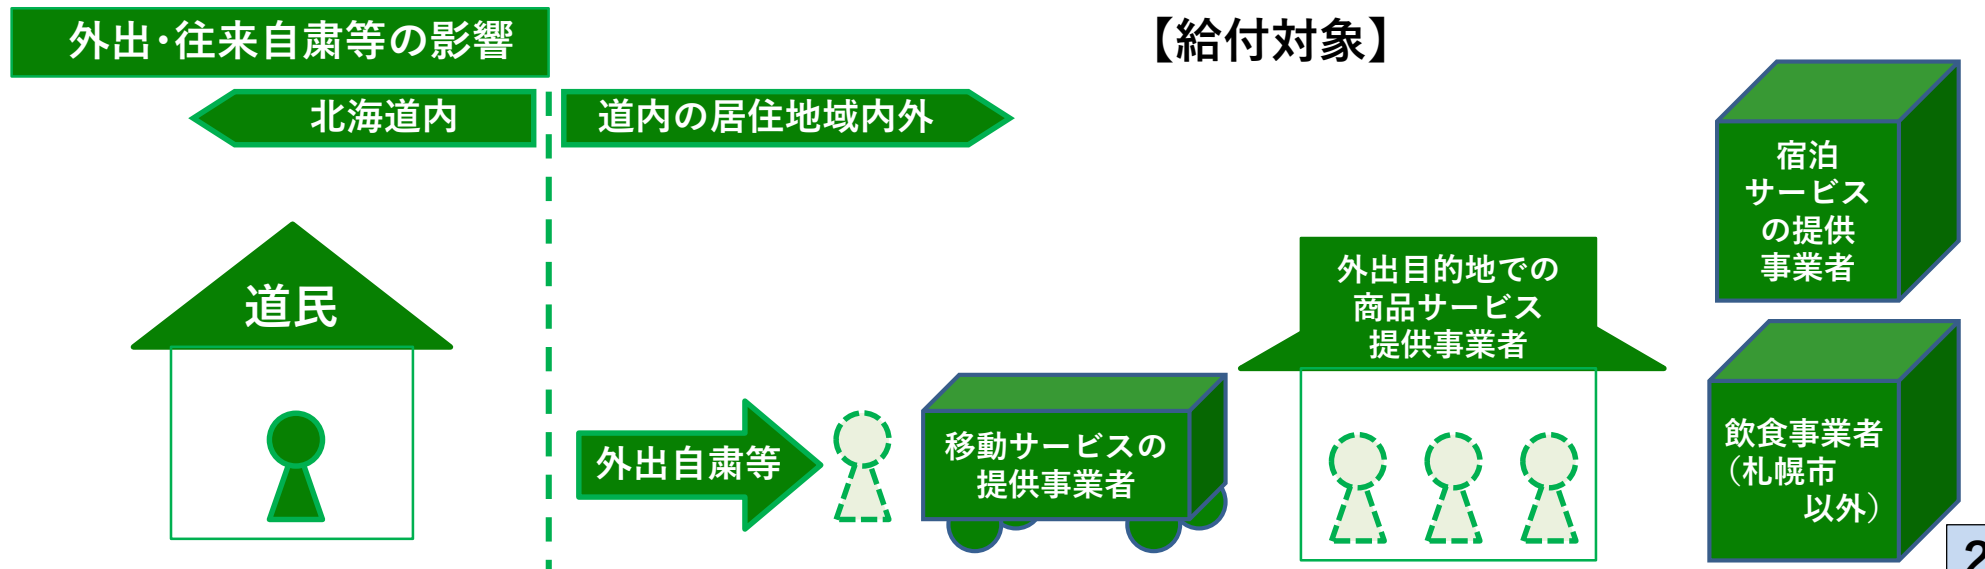 外出・往来自粛等の影響
【給付対象】
北海道内
道内の居住地域内外
道民
外出自粛等
移動サービスの
提供事業者
外出目的地での
商品サービス
提供事業者
宿泊
サービス
の提供
事業者
飲食事業者
（札幌市
以外）
2